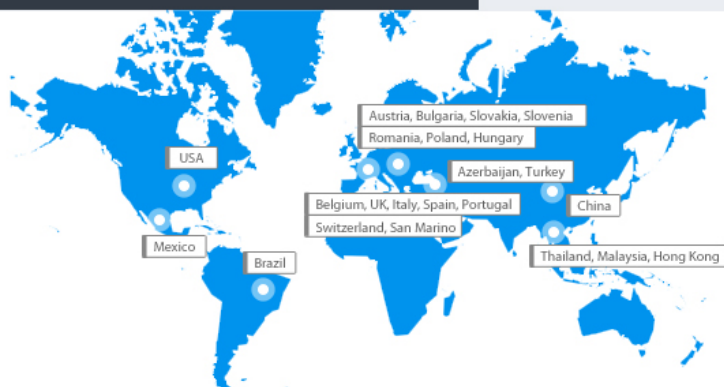 Austria, Bulgaria, Slovakia, Slovenia
Romania, Poland, Hungary
USA
Azerbaijan, Turkey
Belgium, UK, Italy, Spain, Portugal
China
Switzerland, San Marino
Mexico
Thailand, Malaysia, Hong Kong
Brazil